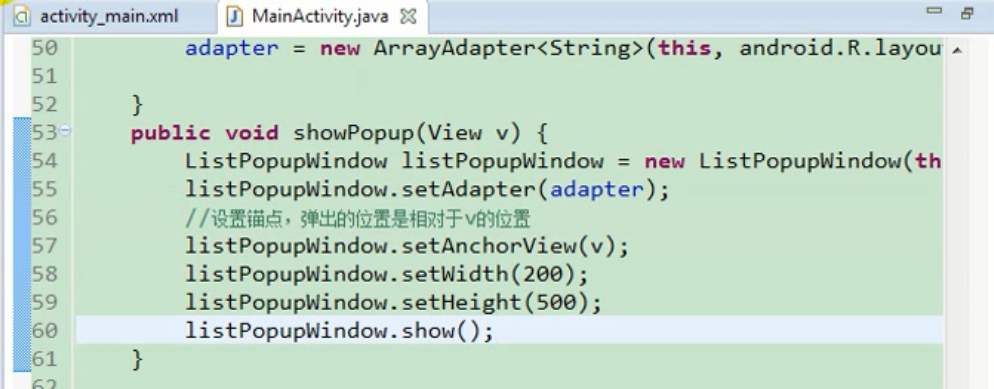 activity_main.xml MainActivity.java
50 adapter = new ArrayAdapter<String>(this, android.R.layou
51
52 }
53 public void showPopup(View v) {
54 ListPopupWindow listPopupWindow = new ListPopupWindow(th
55 listPopupWindow.setAdapter(adapter);
56 //设置锚点，弹出的位置是相对于v的位置
57 listPopupWindow.setAnchorView(v);
58 listPopupWindow.setWidth(200);
59 listPopupWindow.setHeight(500);
60 listPopupWindow.show();
61 }
62